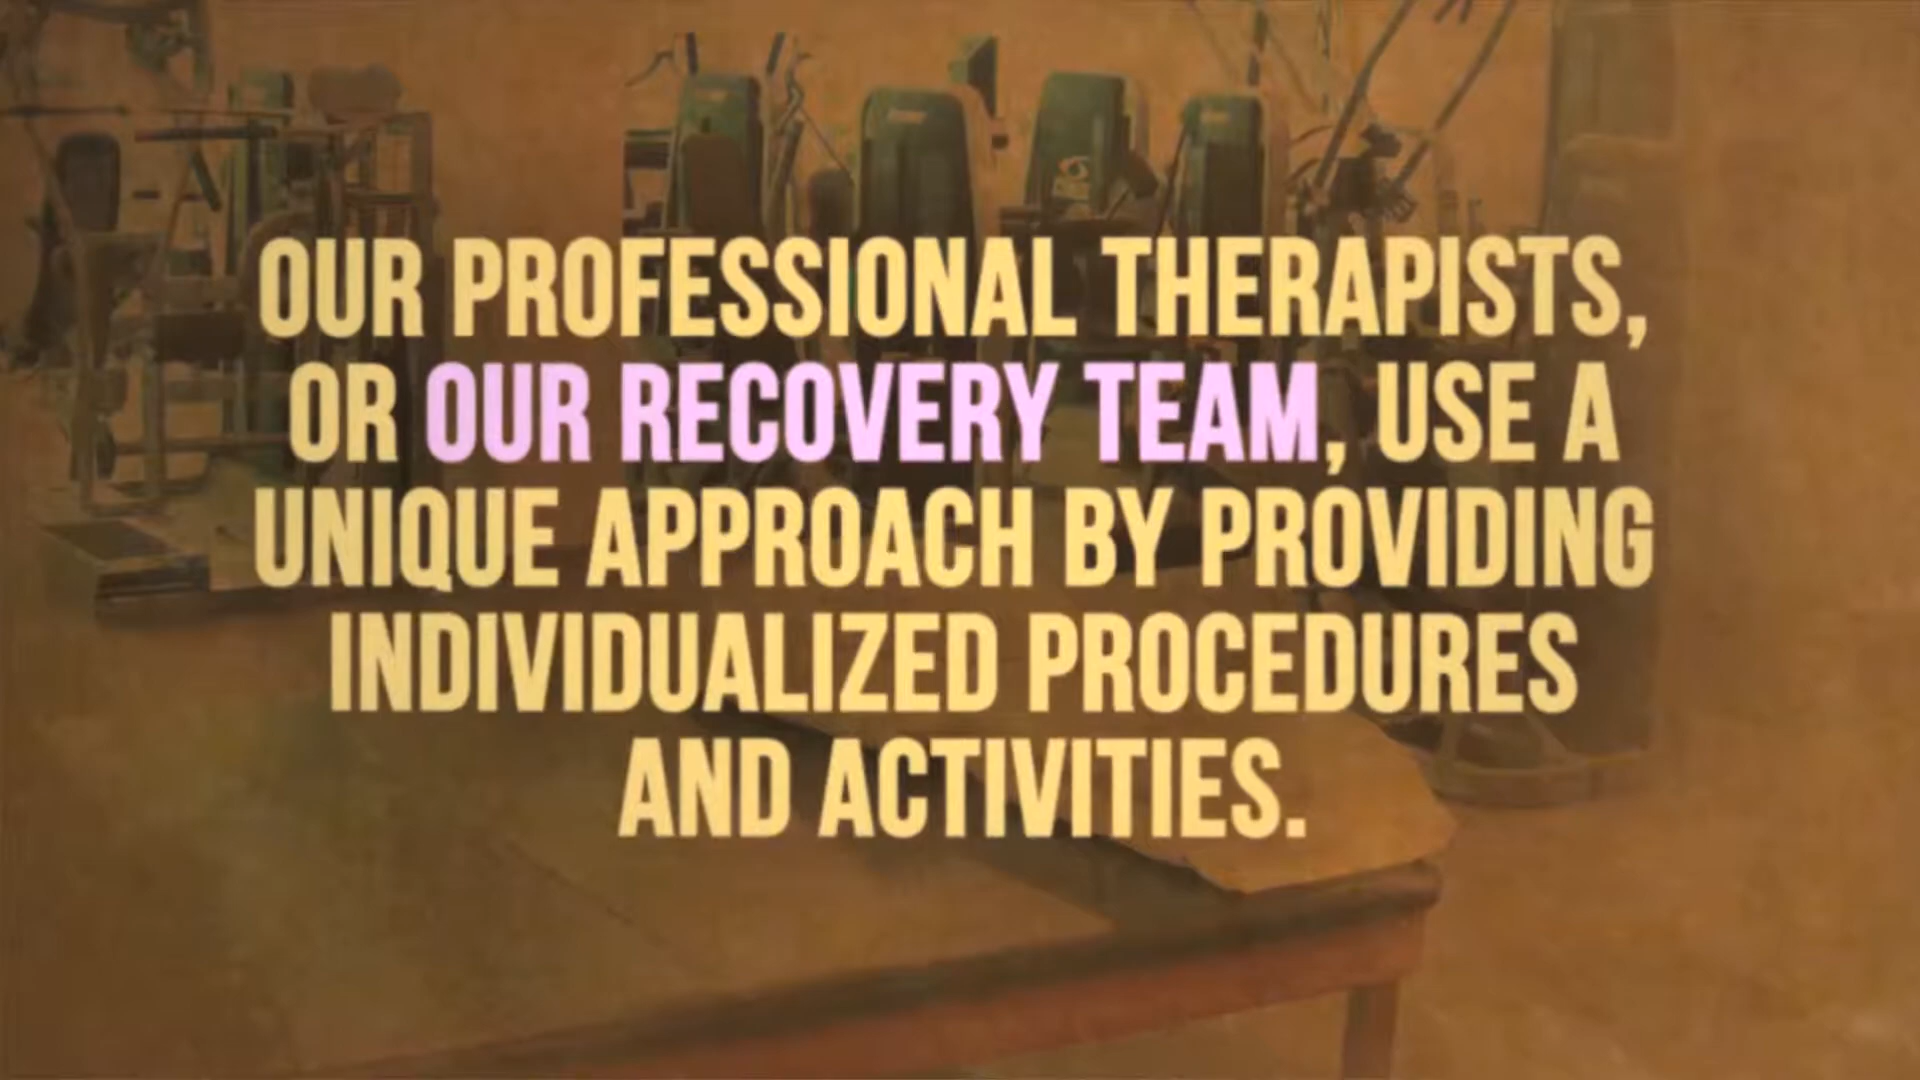 OUR PROFESSIONAL THERAPISTS,
OR OUR RECOVERY TEAM, USE A
UNIQUE APPROACH BY PROVIDING
INDIVIDUALIZED PROCEDURES
AND ACTIVITIES.